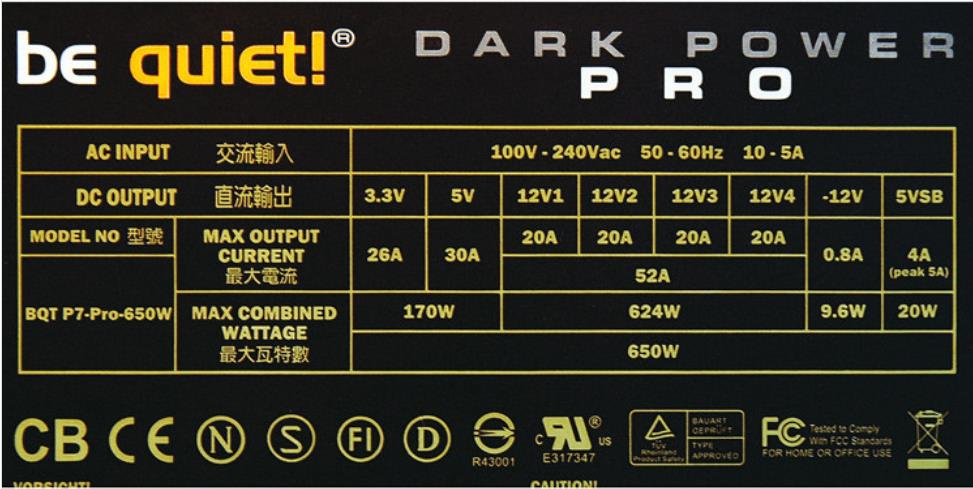 be quiet!®
DARK POWER
PRO
AC INPUT 交流輸入 100V - 240Vac 50 - 60Hz 10 - 5A
DC OUTPUT 直流輸出 3.3V 5V 12V1 12V2 12V3 12V4 -12V 5VSB
MODEL NO 型號
BQT P7-Pro-650W
MAX OUTPUT
CURRENT
最大電流
26A 30A 20A 20A 20A 20A 0.8A 4A
(peak 5A)
52A
MAX COMBINED
WATTAGE
最大瓦特數
170W 624W 9.6W 20W
650W
CB CE N S FI D
R43001
c RU ® US
E317347
TÜV
Rheinland
Product Safety
BAUART
GEPRÜFT
TYPE
APPROVED
FC Tested to Comply
With FCC Standards
FOR HOME OR OFFICE USE
VORSICHT! CAUTION!